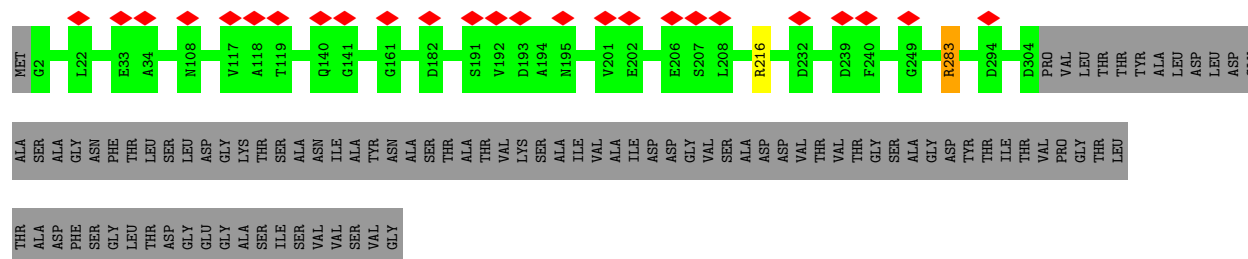 MET G2 L22 E33 A34 N108 V117 A118 T119 Q140 G141 G161 D182 S191 V192 D193 A194 N195 V201 E202 E206 S207 L208 R216 D232 D239 F240 G249 R283 D294 D304 PRO VAL LEU THR THR TYR ALA LEU ASP LEU ASP
ALA SER ALA GLY ASN PHE THR LEU SER LEU ASP GLY LYS THR SER ALA ASN ILE ALA TYR ASN ALA SER THR ALA THR VAL LYS SER ALA ILE VAL ALA ILE ASP ASP GLY VAL SER ALA ASP ASP VAL THR VAL THR GLY SER ALA GLY ASP TYR THR ILE THR VAL PRO GLY THR LEU
THR ALA ASP PHE SER GLY LEU THR ASP GLY GLU GLY ALA SER ILE SER VAL VAL SER VAL GLY